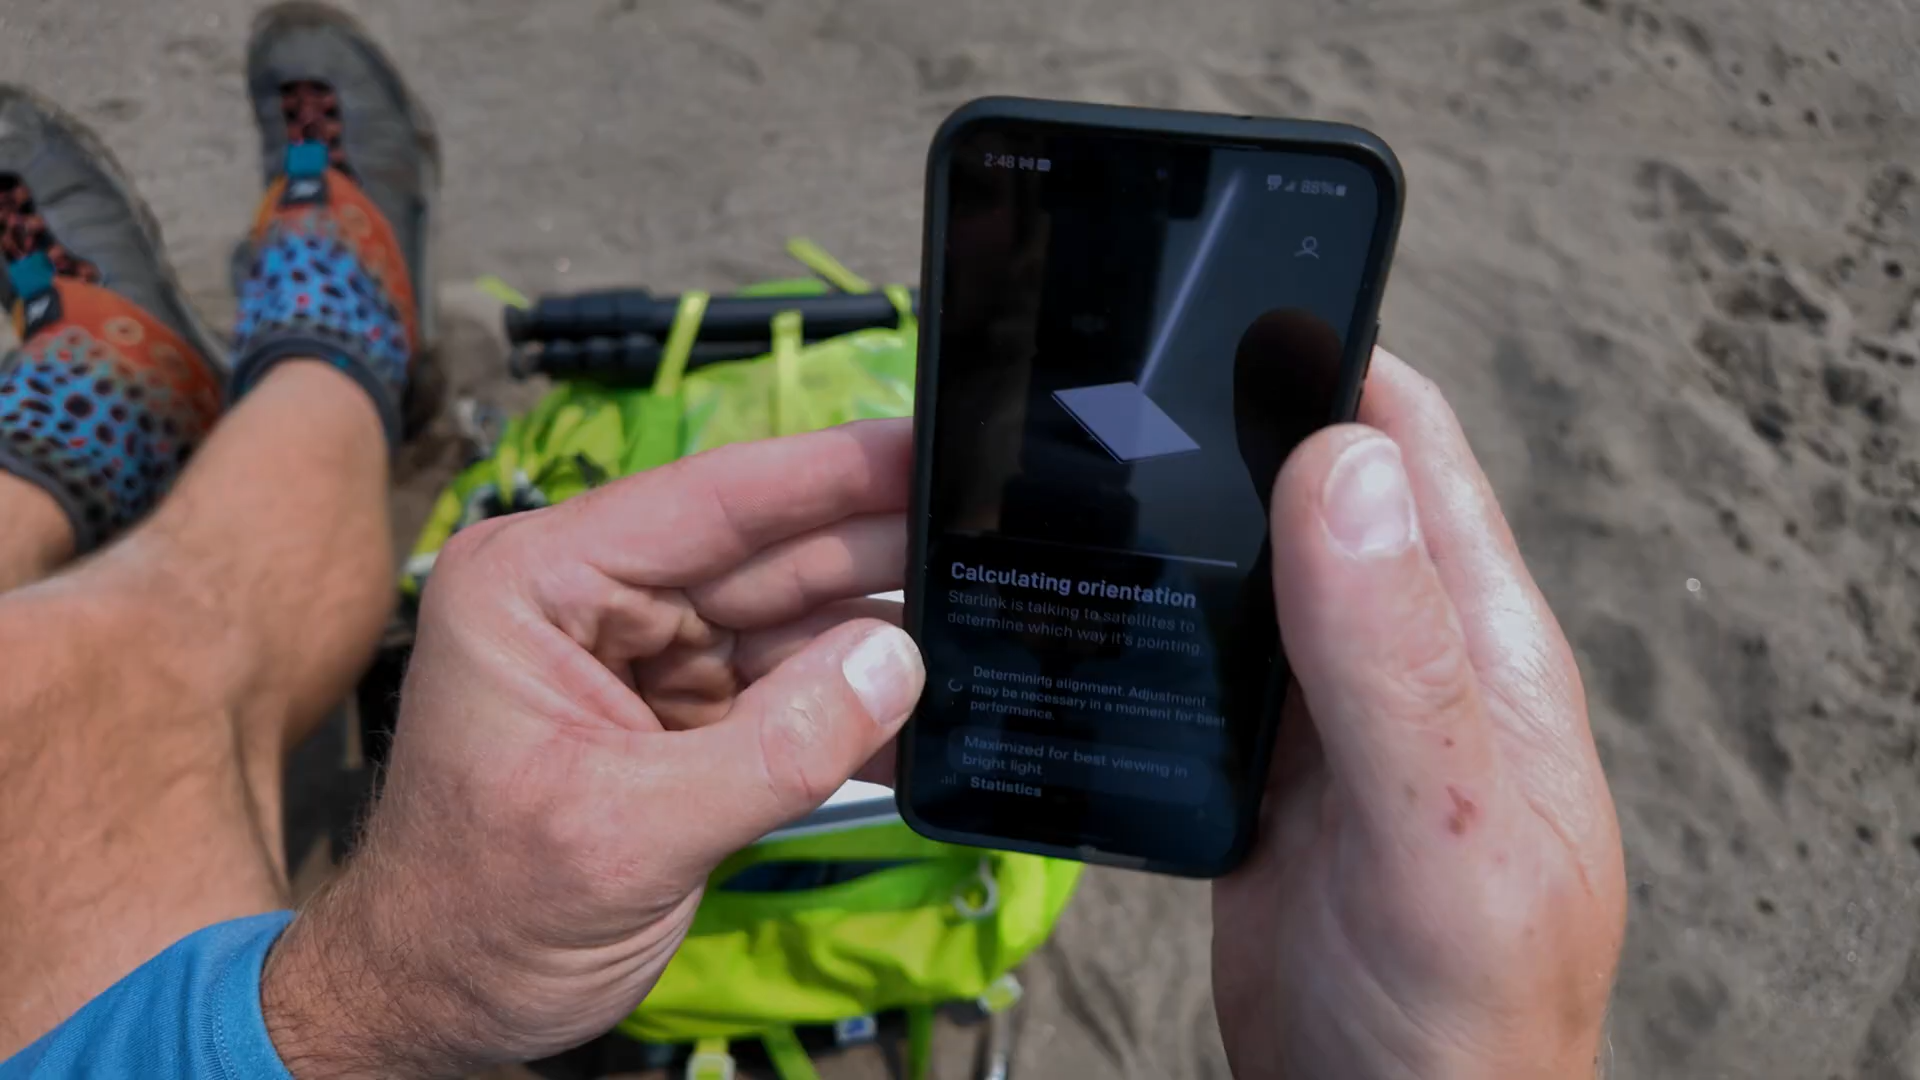 2:48
88%
Calculating orientation
Starlink is talking to satellites to
determine which way it's pointing.
Determining alignment. Adjustment
may be necessary in a moment for best
performance.
Maximized for best viewing in
bright light
Statistics